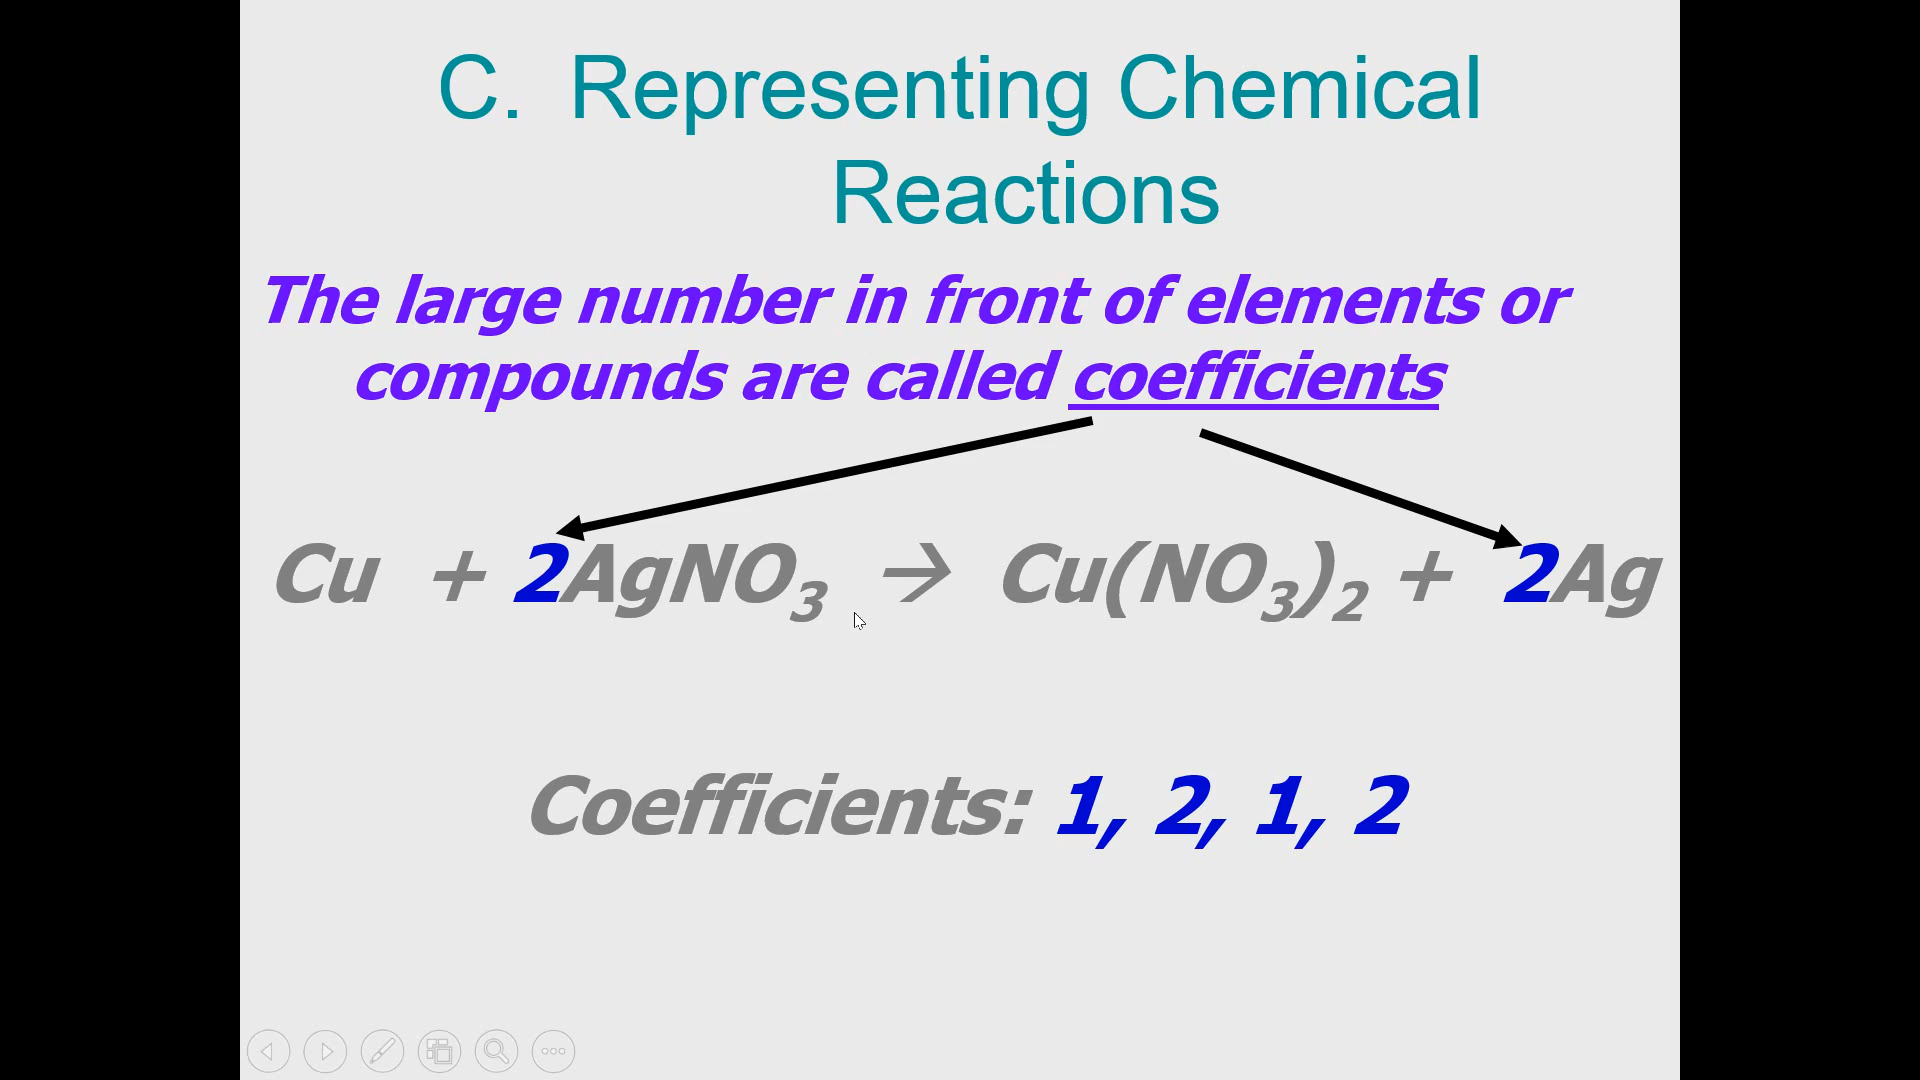 C. Representing Chemical
Reactions
The large number in front of elements or
compounds are called coefficients
Cu + 2AgNO₃ → Cu(NO₃)₂ + 2Ag
Coefficients: 1, 2, 1, 2